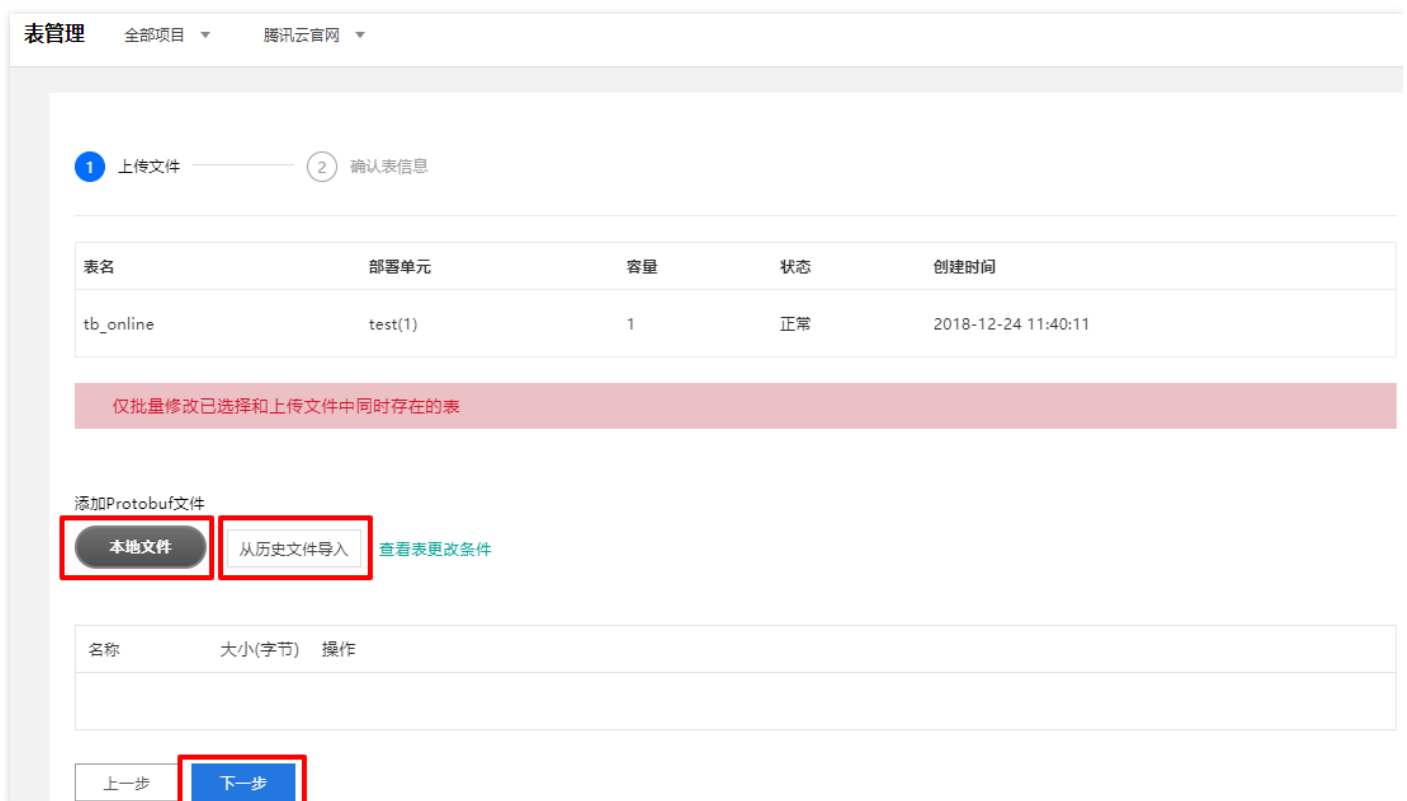 表管理 全部项目 腾讯云官网
1 上传文件 2 确认表信息
表名 部署单元 容量 状态 创建时间
tb_online test(1) 1 正常 2018-12-24 11:40:11
仅批量修改已选择和上传文件中同时存在的表
添加Protobuf文件
本地文件 从历史文件导入 查看表更改条件
名称 大小(字节) 操作
上一步 下一步